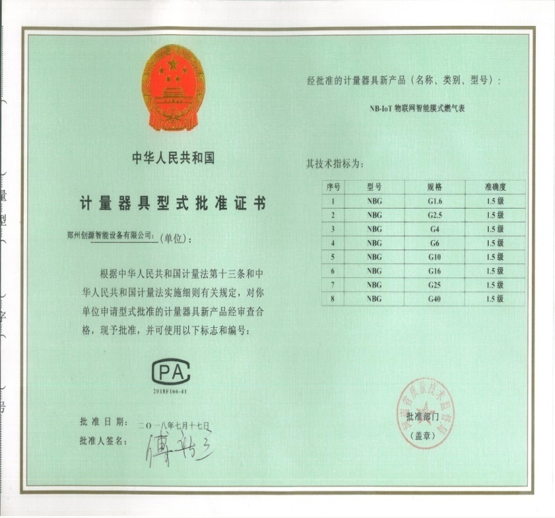 中华人民共和国
计量器具型式批准证书
郑州创源智能设备有限公司：(单位)：
根据中华人民共和国计量法第十三条和中
华人民共和国计量法实施细则有关规定，对你
单位申请型式批准的计量器具新产品经审查合
格，现予批准，并可使用以下标志和编号：
CPA
2018F166-41
批准日期：二〇一八年七月十七日
批准人签名：
经批准的计量器具新产品（名称、类别、型号）：
NB-IoT 物联网智能膜式燃气表
其技术指标为：
序号 型号 规格 准确度
1 NBG G1.6 1.5 级
2 NBG G2.5 1.5 级
3 NBG G4 1.5 级
4 NBG G6 1.5 级
5 NBG G10 1.5 级
6 NBG G16 1.5 级
7 NBG G25 1.5 级
8 NBG G40 1.5 级
批准部门
(盖章)
量
型
字
号